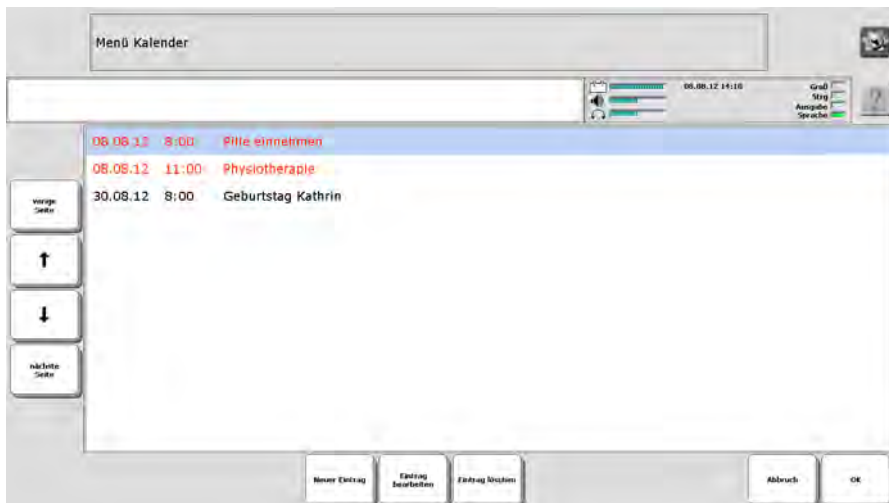 Menü Kalender
08.08.12 14:10
Groß
Strg
Ausgabe
Sprache
?
08.08.12 8:00 Pille einnehmen
08.08.12 11:00 Physiotherapie
30.08.12 8:00 Geburtstag Kathrin
vorige
Seite
nächste
Seite
Neuer Eintrag
Eintrag
bearbeiten
Eintrag löschen
Abbruch
OK